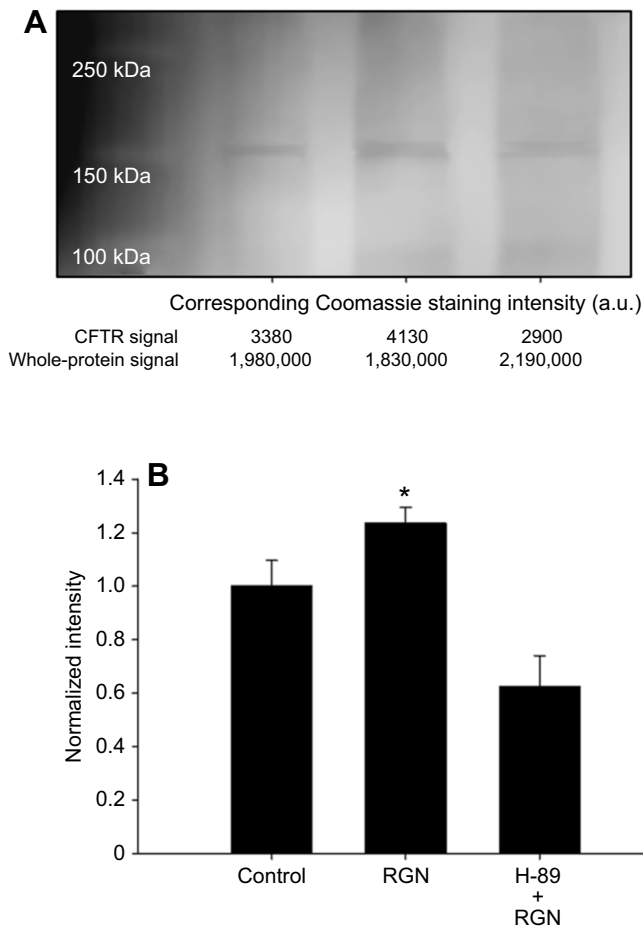 A
250 kDa
150 kDa
100 kDa
Corresponding Coomassie staining intensity (a.u.)
CFTR signal 3380 4130 2900
Whole-protein signal 1,980,000 1,830,000 2,190,000
B
Normalized intensity
1.4
1.2
1.0
0.8
0.6
0.4
0.2
0
*
Control RGN H-89
+
RGN